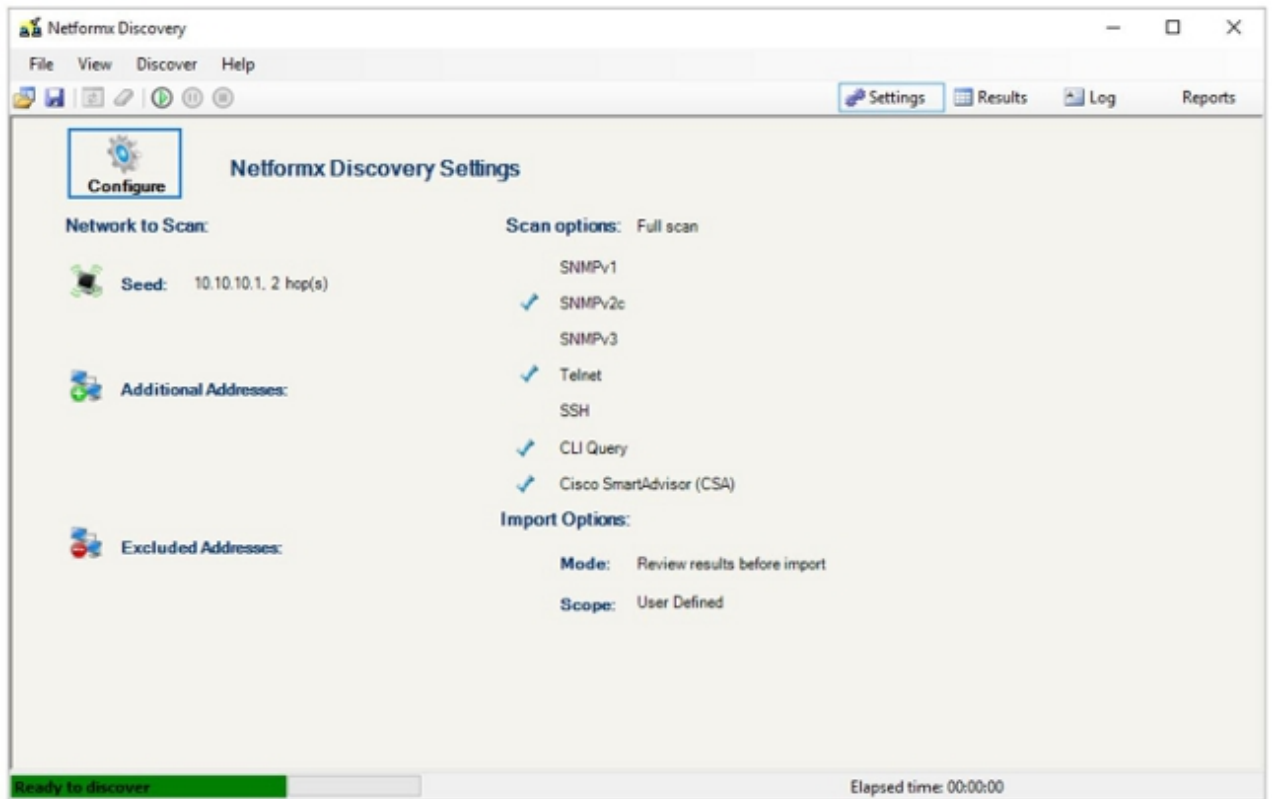 Netformx Discovery
File View Discover Help
Settings Results Log Reports
Configure
Netformx Discovery Settings
Network to Scan:
Seed: 10.10.10.1, 2 hop(s)
Additional Addresses:
Excluded Addresses:
Scan options: Full scan
SNMPv1
SNMPv2c
SNMPv3
Telnet
SSH
CLI Query
Cisco SmartAdvisor (CSA)
Import Options:
Mode: Review results before import
Scope: User Defined
Ready to discover
Elapsed time: 00:00:00